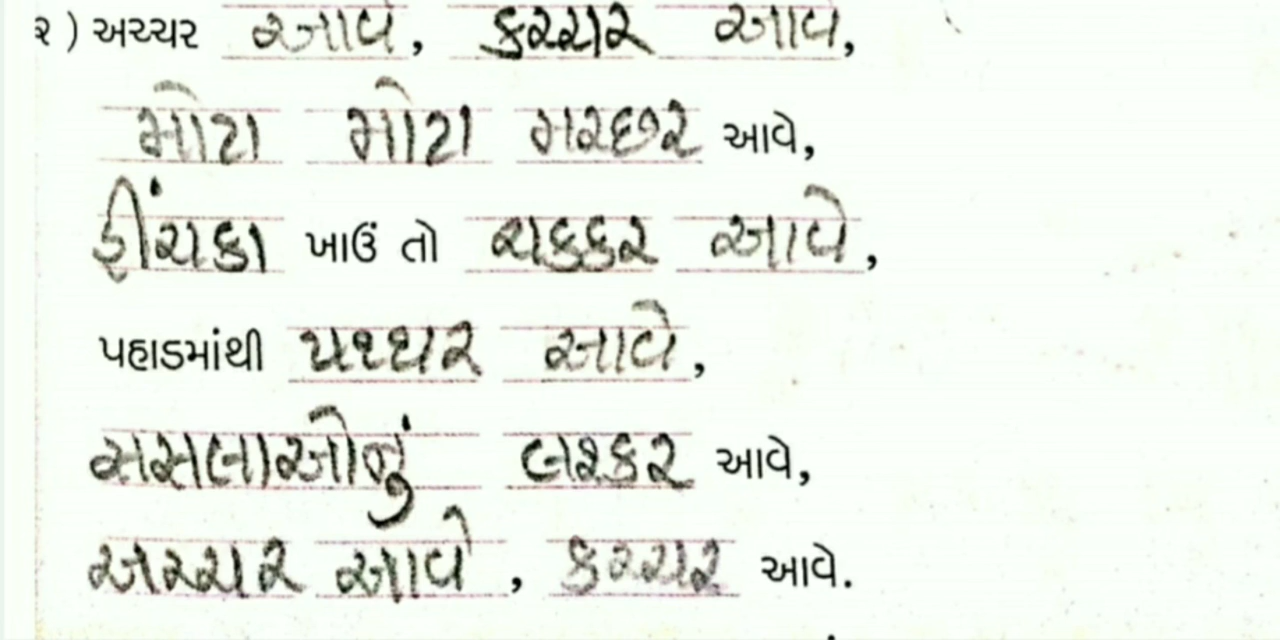 ૨) અચ્ચર આવે, કચ્ચર આવે,
મોટા મોટા મચ્છર આવે,
હીંચકા ખાઉં તો ચક્કર આવે,
પહાડમાંથી પથ્થર આવે,
સસલાઓનું લશ્કર આવે,
અચ્ચર આવે, કચ્ચર આવે.